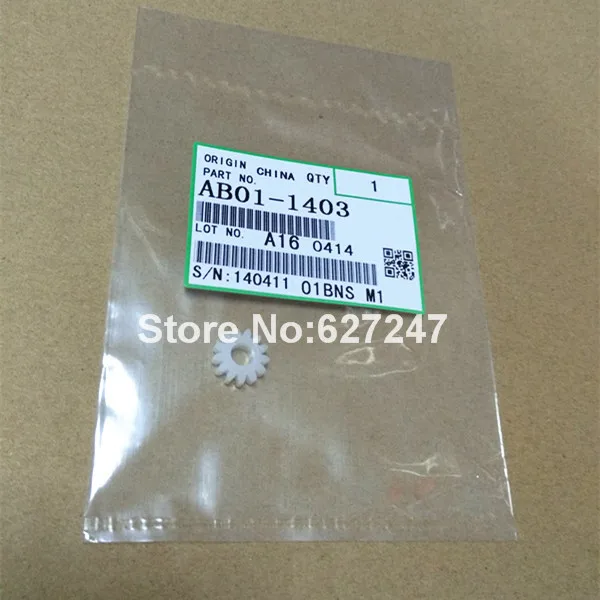 ORIGIN CHINA QTY 1
PART NO.
AB01-1403
LOT NO. A16 0414
S/N:140411 01BNS M1
Store No:627247